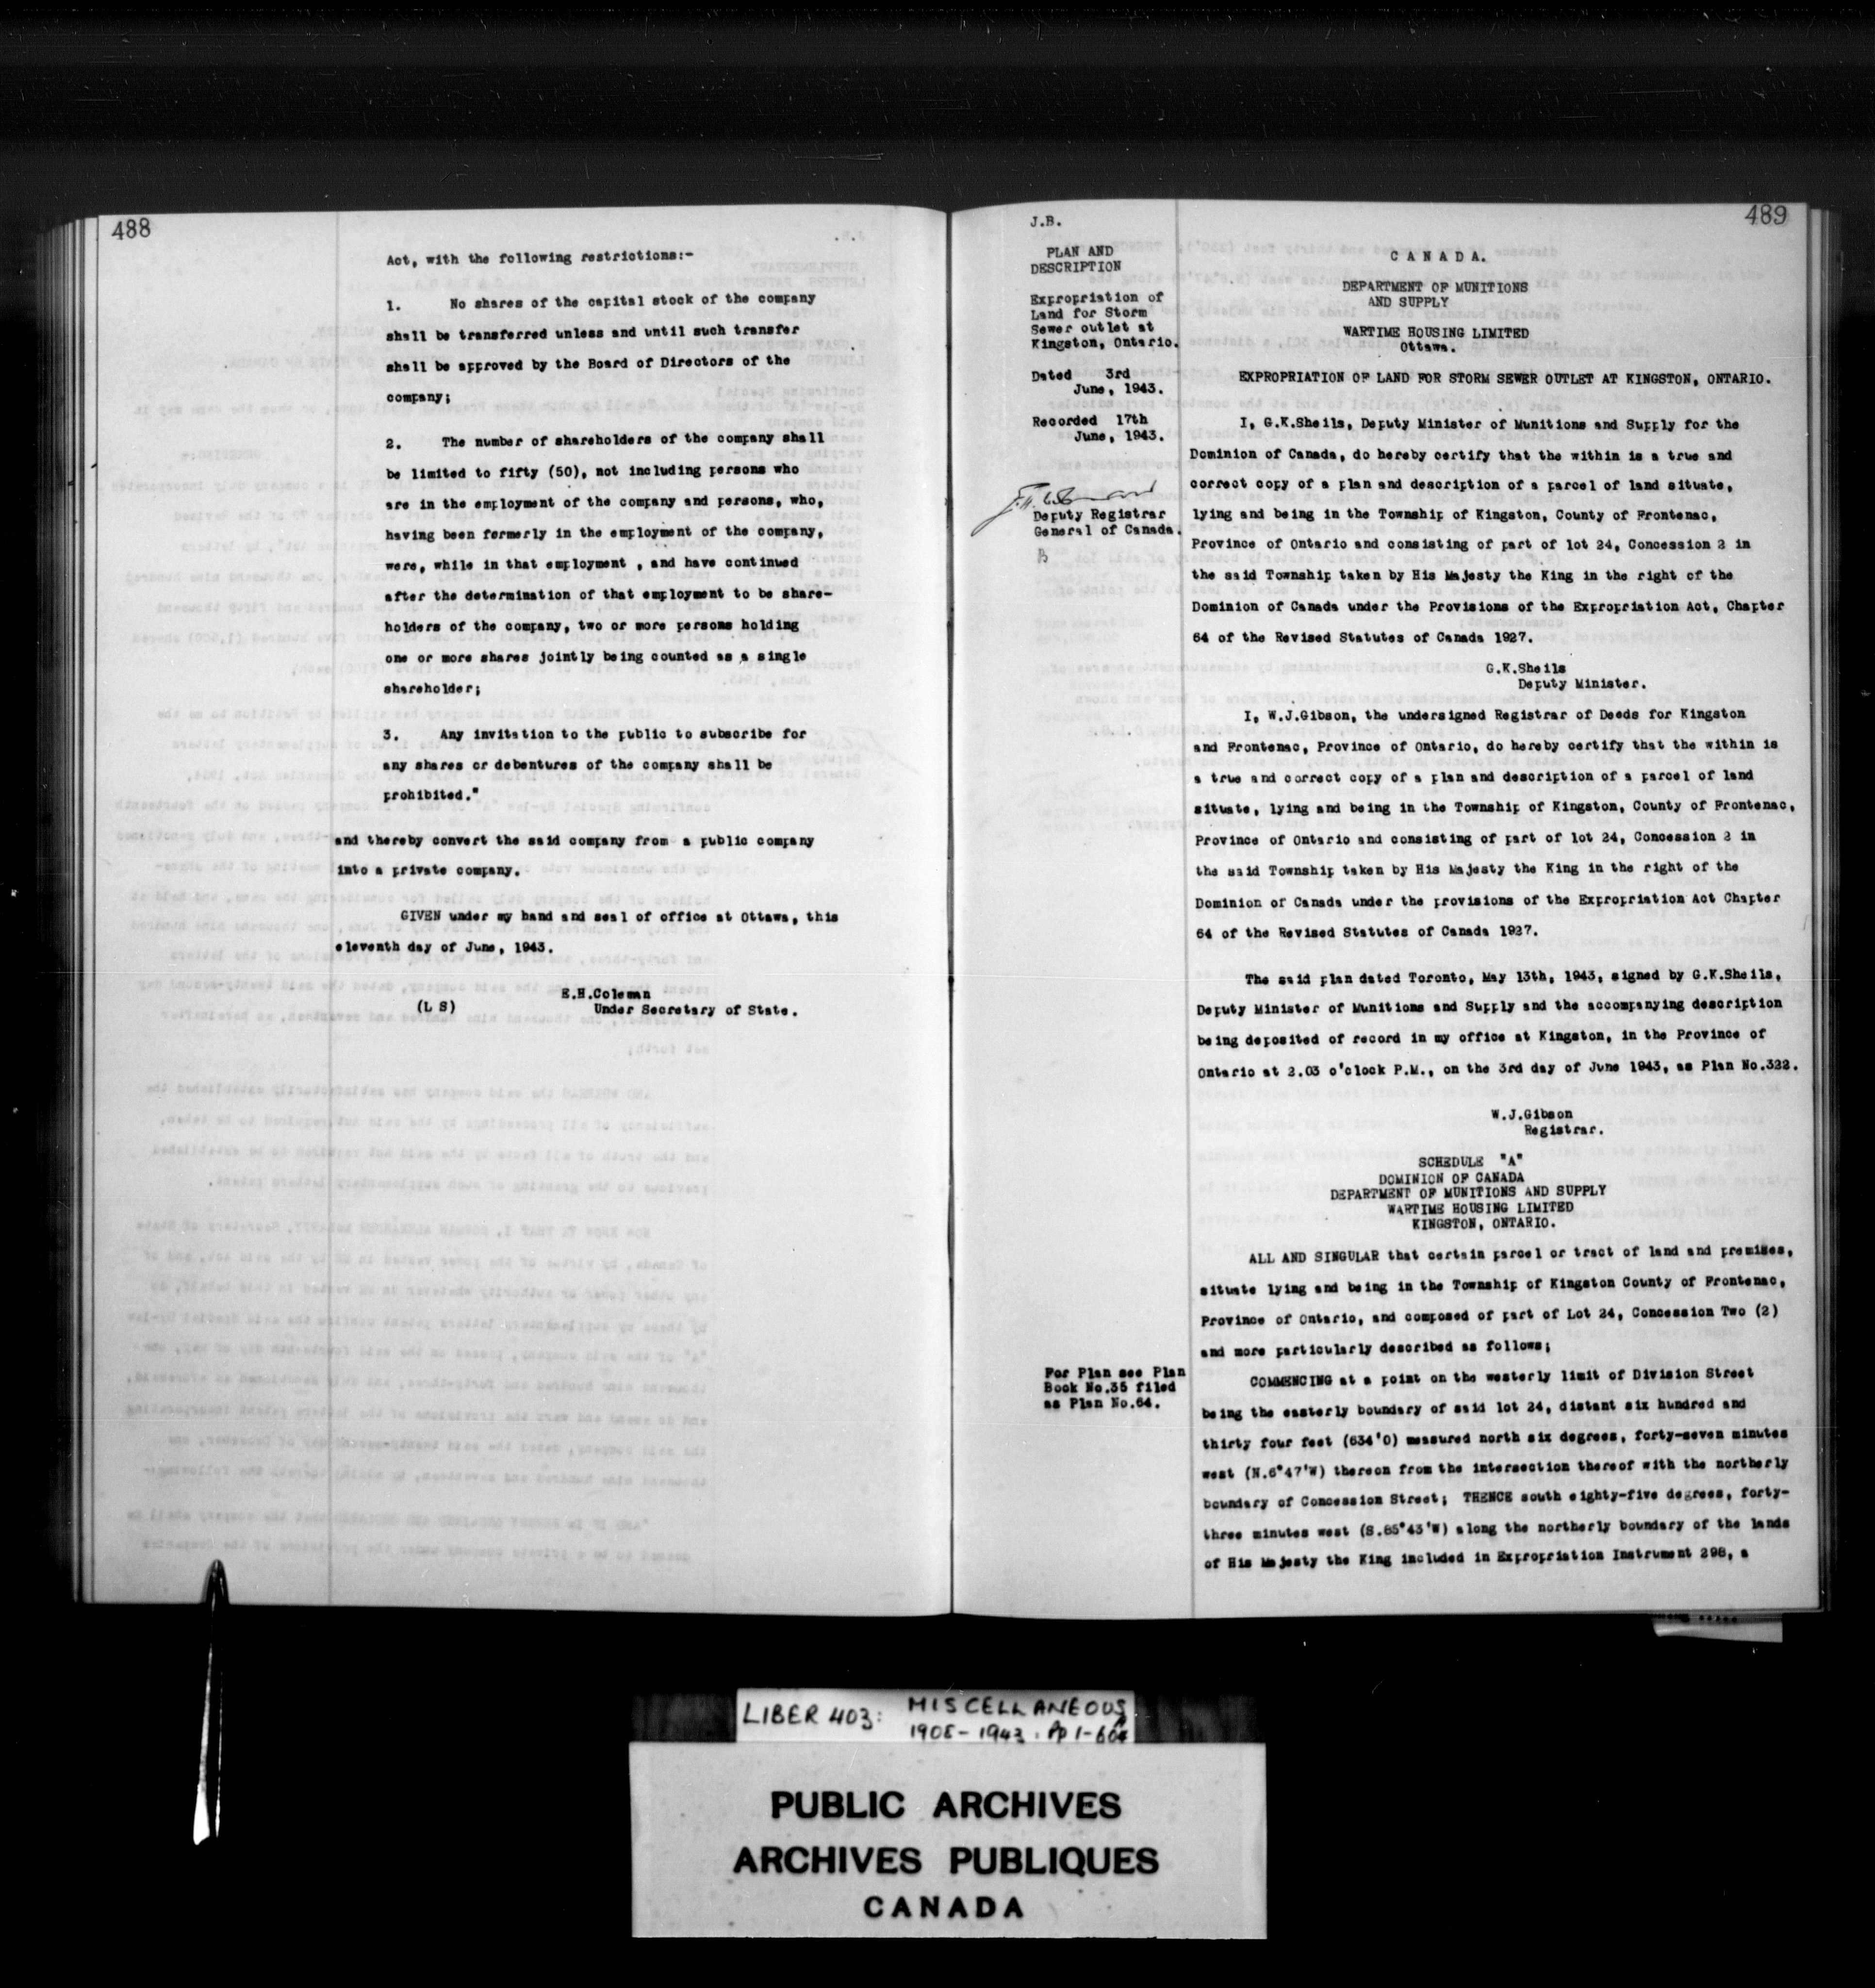 488
Act, with the following restrictions:-
1. No shares of the capital stock of the company
shall be transferred unless and until such transfer
shall be approved by the Board of Directors of the
company;
2. The number of shareholders of the company shall
be limited to fifty (50), not including persons who
are in the employment of the company and persons, who,
having been formerly in the employment of the company,
were, while in that employment , and have continued
after the determination of that employment to be share-
holders of the company, two or more persons holding
one or more shares jointly being counted as a single
shareholder;
3. Any invitation to the public to subscribe for
any shares or debentures of the company shall be
prohibited."
and thereby convert the said company from a public company
into a private company.
GIVEN under my hand and seal of office at Ottawa, this
eleventh day of June, 1943.
E.H.Coleman
(L S) Under Secretary of State.
489
J.B.
PLAN AND
DESCRIPTION
Expropriation of
Land for Storm
Sewer outlet at
Kingston, Ontario.
Dated 3rd
June, 1943.
Recorded 17th
June, 1943.
Deputy Registrar
General of Canada.
B
For Plan see Plan
Book No.35 filed
as Plan No.64.
C A N A D A.
DEPARTMENT OF MUNITIONS
AND SUPPLY
WARTIME HOUSING LIMITED
Ottawa.
EXPROPRIATION OF LAND FOR STORM SEWER OUTLET AT KINGSTON, ONTARIO.
I, G.K.Sheils, Deputy Minister of Munitions and Supply for the
Dominion of Canada, do hereby certify that the within is a true and
correct copy of a plan and description of a parcel of land situate,
lying and being in the Township of Kingston, County of Frontenac,
Province of Ontario and consisting of part of lot 24, Concession 2 in
the said Township taken by His Majesty the King in the right of the
Dominion of Canada under the Provisions of the Expropriation Act, Chapter
64 of the Revised Statutes of Canada 1927.
G.K.Sheils
Deputy Minister.
I, W.J.Gibson, the undersigned Registrar of Deeds for Kingston
and Frontenac, Province of Ontario, do hereby certify that the within is
a true and correct copy of a plan and description of a parcel of land
situate, lying and being in the Township of Kingston, County of Frontenac,
Province of Ontario and consisting of part of lot 24, Concession 2 in
the said Township taken by His Majesty the King in the right of the
Dominion of Canada under the provisions of the Expropriation Act Chapter
64 of the Revised Statutes of Canada 1927.
The said plan dated Toronto, May 13th, 1943, signed by G.K.Sheils,
Deputy Minister of Munitions and Supply and the accompanying description
being deposited of record in my office at Kingston, in the Province of
Ontario at 2.03 o'clock P.M., on the 3rd day of June 1943, as Plan No.322.
W.J.Gibson
Registrar.
SCHEDULE "A"
DOMINION OF CANADA
DEPARTMENT OF MUNITIONS AND SUPPLY
WARTIME HOUSING LIMITED
KINGSTON, ONTARIO.
ALL AND SINGULAR that certain parcel or tract of land and premises,
situate lying and being in the Township of Kingston County of Frontenac,
Province of Ontario, and composed of part of Lot 24, Concession Two (2)
and more particularly described as follows;
COMMENCING at a point on the westerly limit of Division Street
being the easterly boundary of said lot 24, distant six hundred and
thirty four feet (634'0) measured north six degrees, forty-seven minutes
west (N.6°47'W) thereon from the intersection thereof with the northerly
boundary of Concession Street; THENCE south eighty-five degrees, forty-
three minutes west (S.85°43'W) along the northerly boundary of the lands
of His Majesty the King included in Expropriation Instrument 298, a
LIBER 403: MISCELLANEOUS
1908-1943. Pp 1-
PUBLIC ARCHIVES
ARCHIVES PUBLIQUES
CANADA